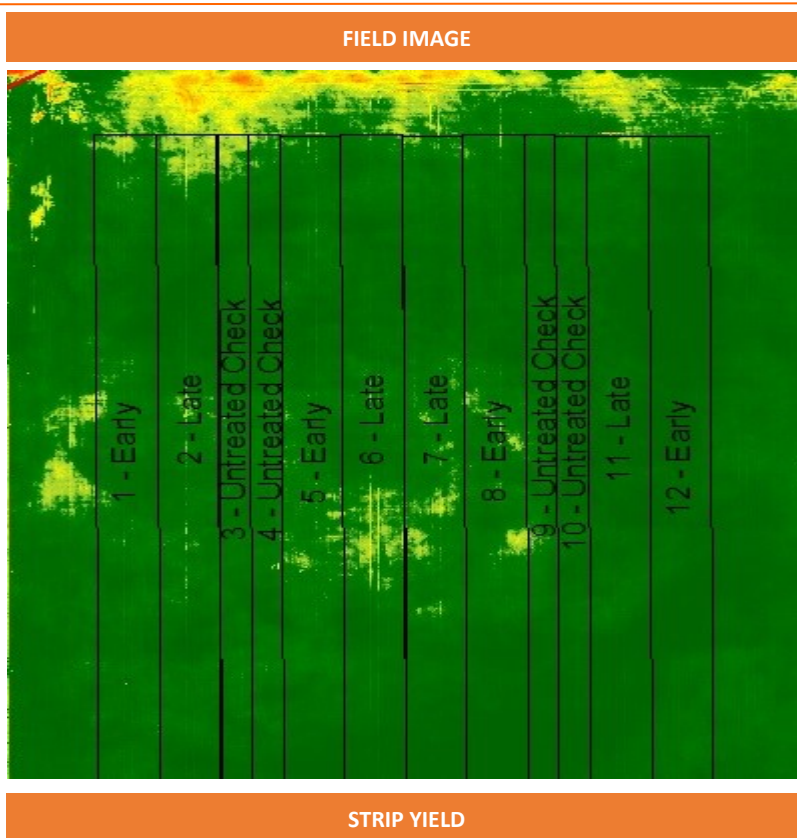 FIELD IMAGE
1 - Early
2 - Late
3 - Untreated Check
4 - Untreated Check
5 - Early
6 - Late
7 - Late
8 - Early
9 - Untreated Check
10 - Untreated Check
11 - Late
12 - Early
STRIP YIELD